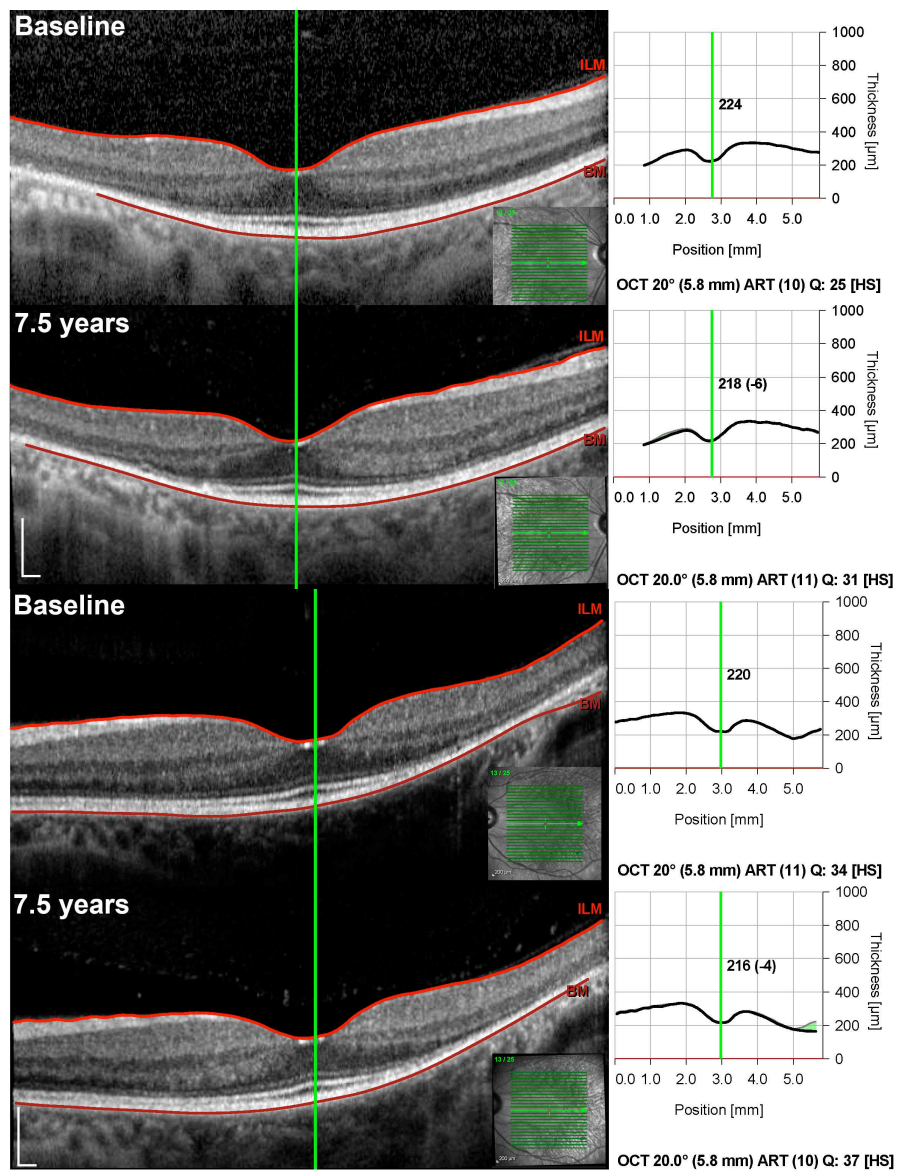 Baseline
ILM
BM
13 / 25
1000
800
600
400
200
0
Thickness [µm]
224
0.0 1.0 2.0 3.0 4.0 5.0
Position [mm]
OCT 20° (5.8 mm) ART (10) Q: 25 [HS]
7.5 years
ILM
BM
200 µm
1000
800
600
400
200
0
Thickness [µm]
218 (-6)
0.0 1.0 2.0 3.0 4.0 5.0
Position [mm]
OCT 20.0° (5.8 mm) ART (11) Q: 31 [HS]
Baseline
ILM
BM
13 / 25
200 µm
1000
800
600
400
200
0
Thickness [µm]
220
0.0 1.0 2.0 3.0 4.0 5.0
Position [mm]
OCT 20° (5.8 mm) ART (11) Q: 34 [HS]
7.5 years
ILM
BM
13 / 25
200 µm
1000
800
600
400
200
0
Thickness [µm]
216 (-4)
0.0 1.0 2.0 3.0 4.0 5.0
Position [mm]
OCT 20.0° (5.8 mm) ART (10) Q: 37 [HS]